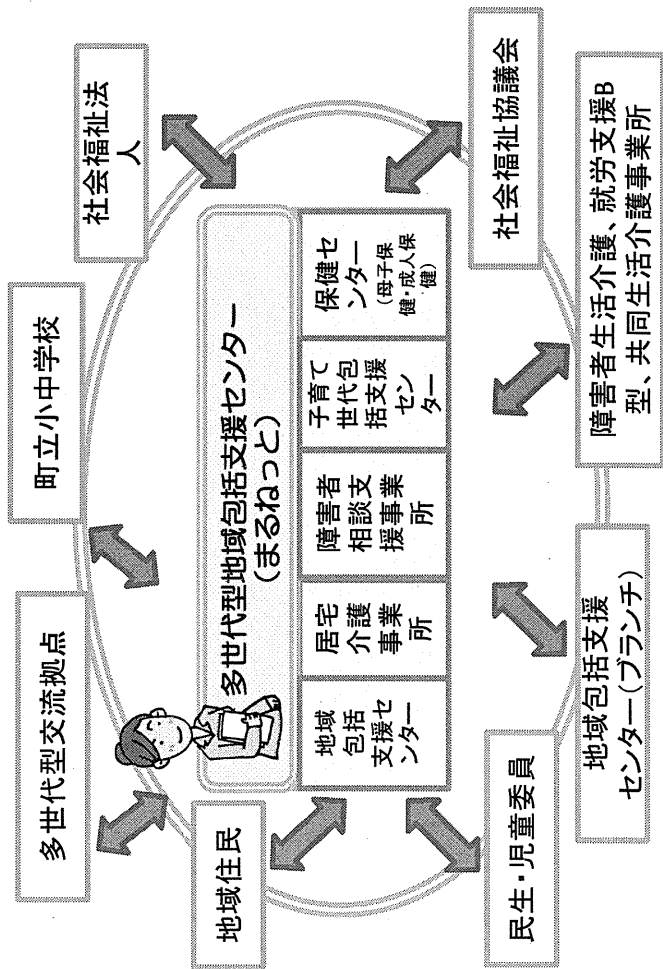 多世代型交流拠点
町立小中学校
社会福祉法
人
地域住民
多世代型地域包括支援センター
(まるねっと)
地域
包括
支援セ
ンター
居宅
介護
事業
所
障害者
相談支
援事業
所
子育て
世代包
括支援
セン
ター
保健セ
ンター
(母子保
健・成人保
健)
民生・児童委員
地域包括支援
センター(ブランチ)
障害者生活介護、就労支援B
型、共同生活介護事業所
社会福祉協議会